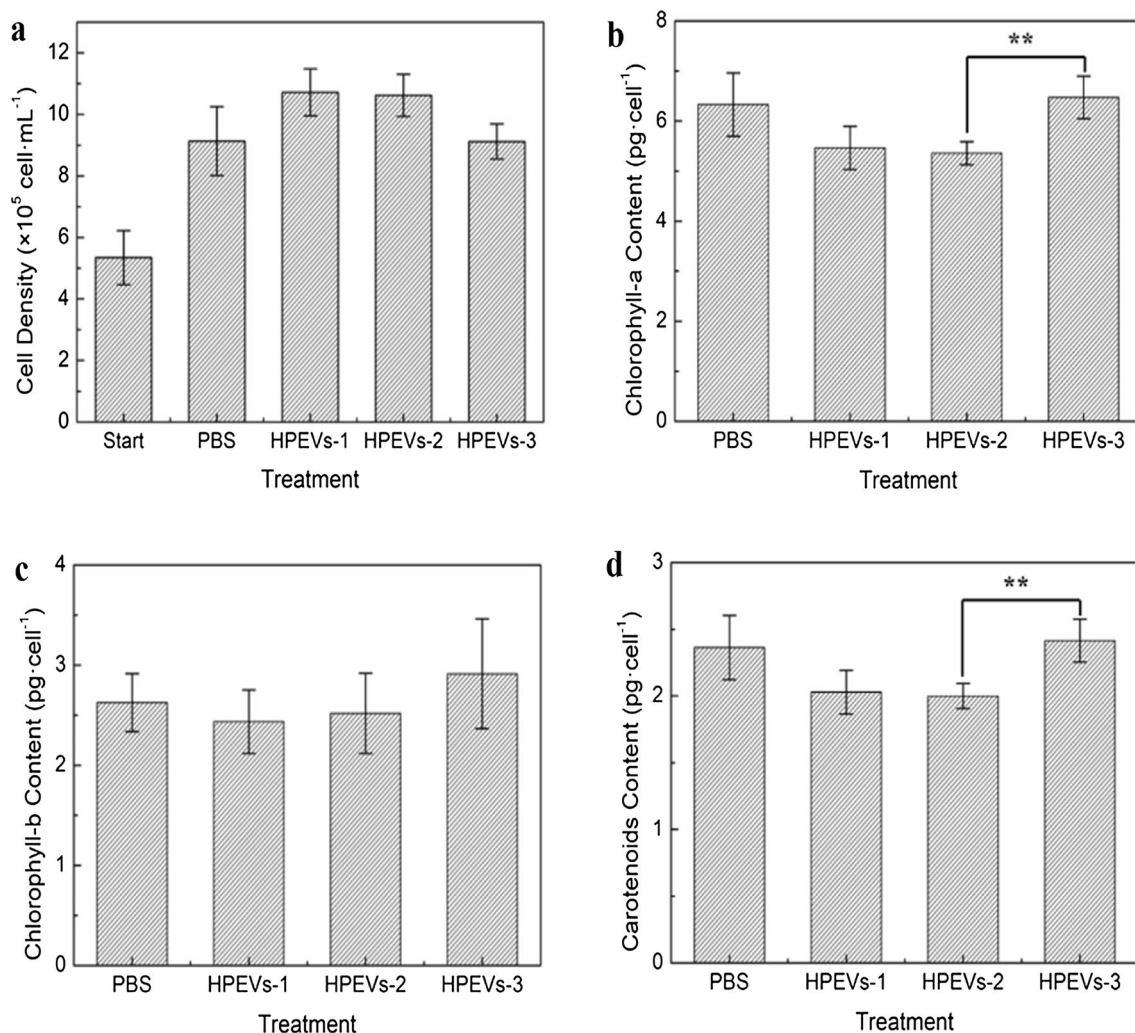 a
Cell Density (×10⁵ cell·mL⁻¹)
12
10
8
6
4
2
0
Start PBS HPEVs-1 HPEVs-2 HPEVs-3
Treatment
b
Chlorophyll-a Content (pg·cell⁻¹)
8
6
4
2
0
**
PBS HPEVs-1 HPEVs-2 HPEVs-3
Treatment
c
Chlorophyll-b Content (pg·cell⁻¹)
4
3
2
1
0
PBS HPEVs-1 HPEVs-2 HPEVs-3
Treatment
d
Carotenoids Content (pg·cell⁻¹)
3
2
1
0
**
PBS HPEVs-1 HPEVs-2 HPEVs-3
Treatment